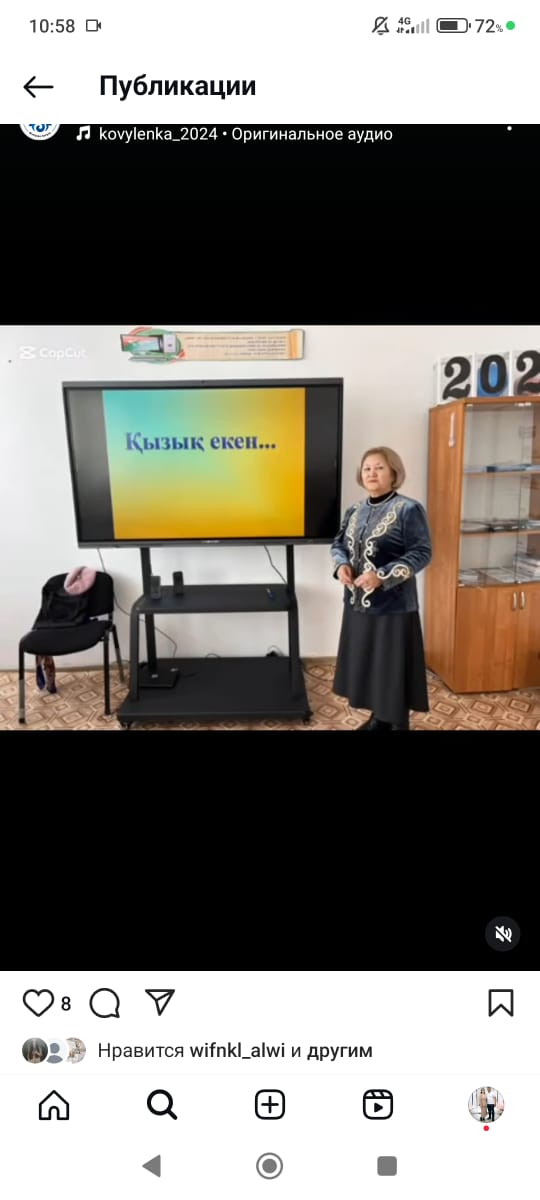 10:58
4G
72%
Публикации
kovylenka_2024 • Оригинальное аудио
CapCut
Қызық екен...
202
8
Нравится wifnkl_alwi и другим